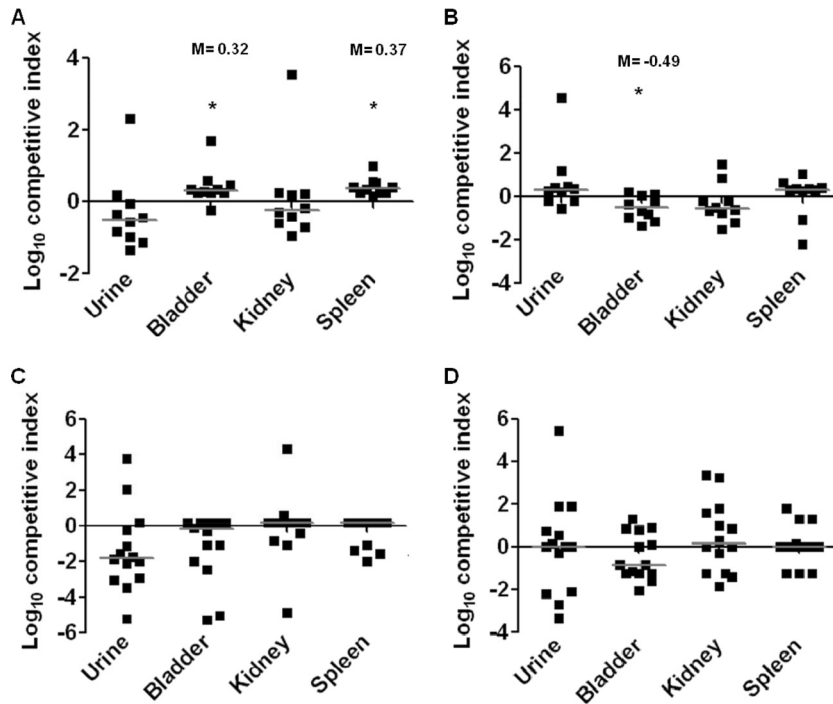 A
B
M= 0.32
M= 0.37
M= -0.49
*
*
*
Log₁₀ competitive index
4
2
0
-2
Urine
Bladder
Kidney
Spleen
Log₁₀ competitive index
6
4
2
0
-2
-4
Urine
Bladder
Kidney
Spleen
C
D
Log₁₀ competitive index
6
4
2
0
-2
-4
-6
Urine
Bladder
Kidney
Spleen
Log₁₀ competitive index
6
4
2
0
-2
-4
Urine
Bladder
Kidney
Spleen